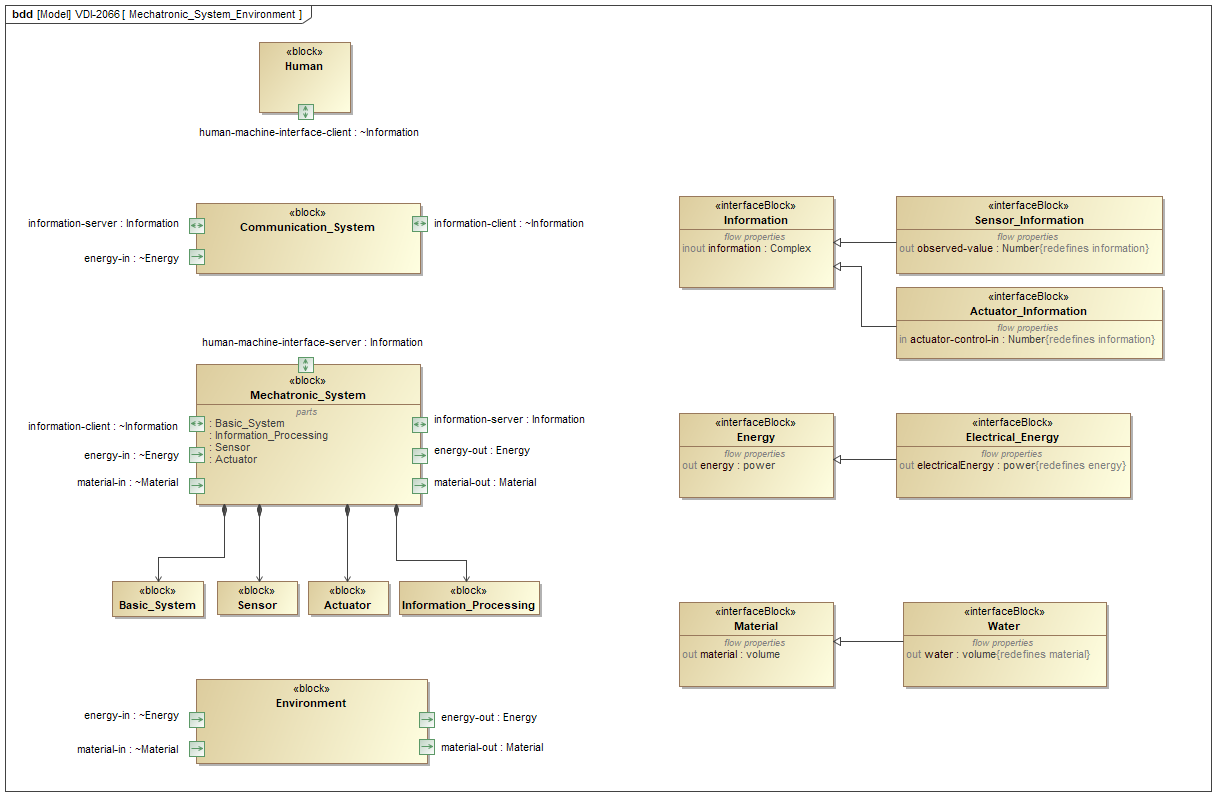 bdd [Model] VDI-2066 [ Mechatronic_System_Environment ]
«block»
Human
human-machine-interface-client : ~Information
«block»
Communication_System
information-server : Information
energy-in : ~Energy
information-client : ~Information
human-machine-interface-server : Information
«block»
Mechatronic_System
parts
: Basic_System
: Information_Processing
: Sensor
: Actuator
information-client : ~Information
energy-in : ~Energy
material-in : ~Material
information-server : Information
energy-out : Energy
material-out : Material
«block»
Basic_System
«block»
Sensor
«block»
Actuator
«block»
Information_Processing
«block»
Environment
energy-in : ~Energy
material-in : ~Material
energy-out : Energy
material-out : Material
«interfaceBlock»
Information
flow properties
inout information : Complex
«interfaceBlock»
Sensor_Information
flow properties
out observed-value : Number{redefines information}
«interfaceBlock»
Actuator_Information
flow properties
in actuator-control-in : Number{redefines information}
«interfaceBlock»
Energy
flow properties
out energy : power
«interfaceBlock»
Electrical_Energy
flow properties
out electricalEnergy : power{redefines energy}
«interfaceBlock»
Material
flow properties
out material : volume
«interfaceBlock»
Water
flow properties
out water : volume{redefines material}